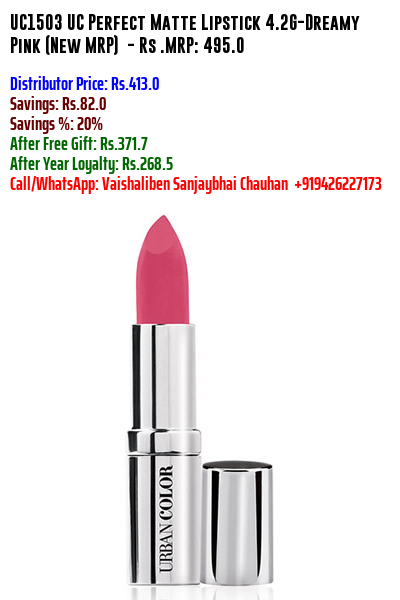 UC1503 UC Perfect Matte Lipstick 4.2G-Dreamy
Pink (New MRP) - Rs .MRP: 495.0
Distributor Price: Rs.413.0
Savings: Rs.82.0
Savings %: 20%
After Free Gift: Rs.371.7
After Year Loyalty: Rs.268.5
Call/WhatsApp: Vaishaliben Sanjaybhai Chauhan +919426227173
URBAN COLOR